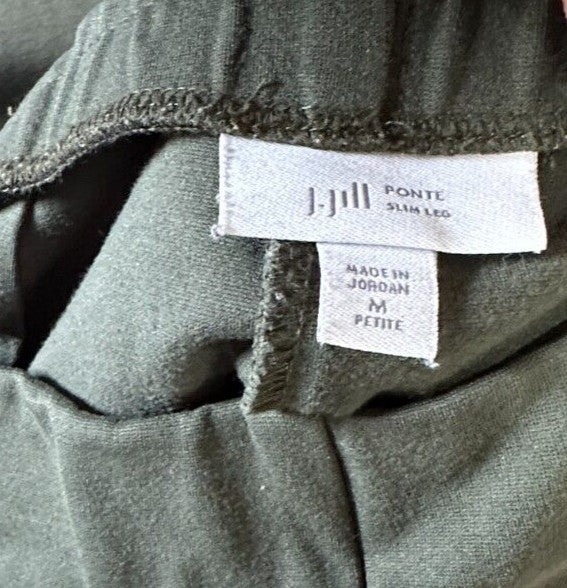 J.Jill PONTE
SLIM LEG
MADE IN
JORDAN
M
PETITE